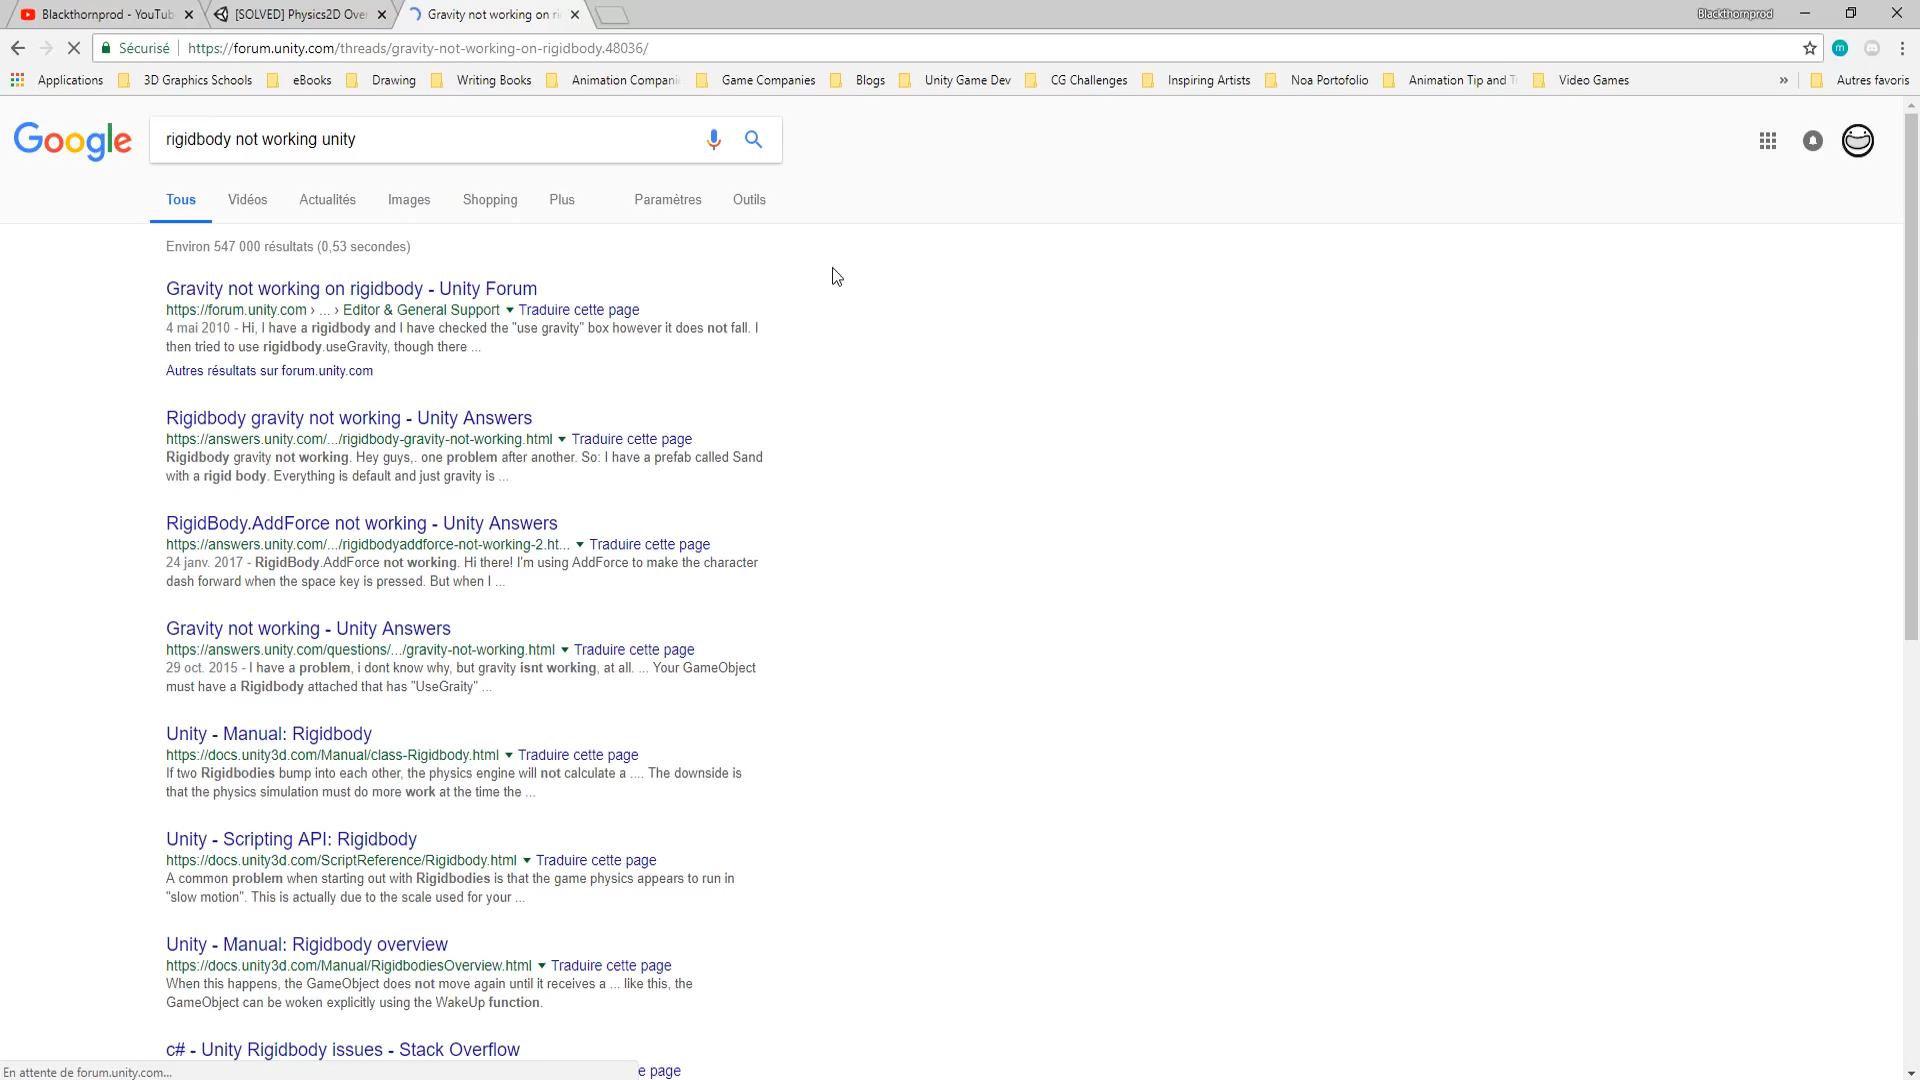 Blackthornprod - YouTub
[SOLVED] Physics2D Ove
Gravity not working on ri
Blackthornprod
Sécurisé
https://forum.unity.com/threads/gravity-not-working-on-rigidbody.48036/
Applications
3D Graphics Schools
eBooks
Drawing
Writing Books
Animation Compani
Game Companies
Blogs
Unity Game Dev
CG Challenges
Inspiring Artists
Noa Portofolio
Animation Tip and T
Video Games
»
Autres favoris
Google
rigidbody not working unity
Tous
Vidéos
Actualités
Images
Shopping
Plus
Paramètres
Outils
Environ 547 000 résultats (0,53 secondes)
Gravity not working on rigidbody - Unity Forum
https://forum.unity.com › ... › Editor & General Support ▼ Traduire cette page
4 mai 2010 - Hi, I have a rigidbody and I have checked the "use gravity" box however it does not fall. I
then tried to use rigidbody.useGravity, though there ...
Autres résultats sur forum.unity.com
Rigidbody gravity not working - Unity Answers
https://answers.unity.com/.../rigidbody-gravity-not-working.html ▼ Traduire cette page
Rigidbody gravity not working. Hey guys,. one problem after another. So: I have a prefab called Sand
with a rigid body. Everything is default and just gravity is ...
RigidBody.AddForce not working - Unity Answers
https://answers.unity.com/.../rigidbodyaddforce-not-working-2.ht... ▼ Traduire cette page
24 janv. 2017 - RigidBody.AddForce not working. Hi there! I'm using AddForce to make the character
dash forward when the space key is pressed. But when I ...
Gravity not working - Unity Answers
https://answers.unity.com/questions/.../gravity-not-working.html ▼ Traduire cette page
29 oct. 2015 - I have a problem, i dont know why, but gravity isnt working, at all. ... Your GameObject
must have a Rigidbody attached that has "UseGraity" ...
Unity - Manual: Rigidbody
https://docs.unity3d.com/Manual/class-Rigidbody.html ▼ Traduire cette page
If two Rigidbodies bump into each other, the physics engine will not calculate a .... The downside is
that the physics simulation must do more work at the time the ...
Unity - Scripting API: Rigidbody
https://docs.unity3d.com/ScriptReference/Rigidbody.html ▼ Traduire cette page
A common problem when starting out with Rigidbodies is that the game physics appears to run in
"slow motion". This is actually due to the scale used for your ...
Unity - Manual: Rigidbody overview
https://docs.unity3d.com/Manual/RigidbodiesOverview.html ▼ Traduire cette page
When this happens, the GameObject does not move again until it receives a ... like this, the
GameObject can be woken explicitly using the WakeUp function.
c# - Unity Rigidbody issues - Stack Overflow
e page
En attente de forum.unity.com...